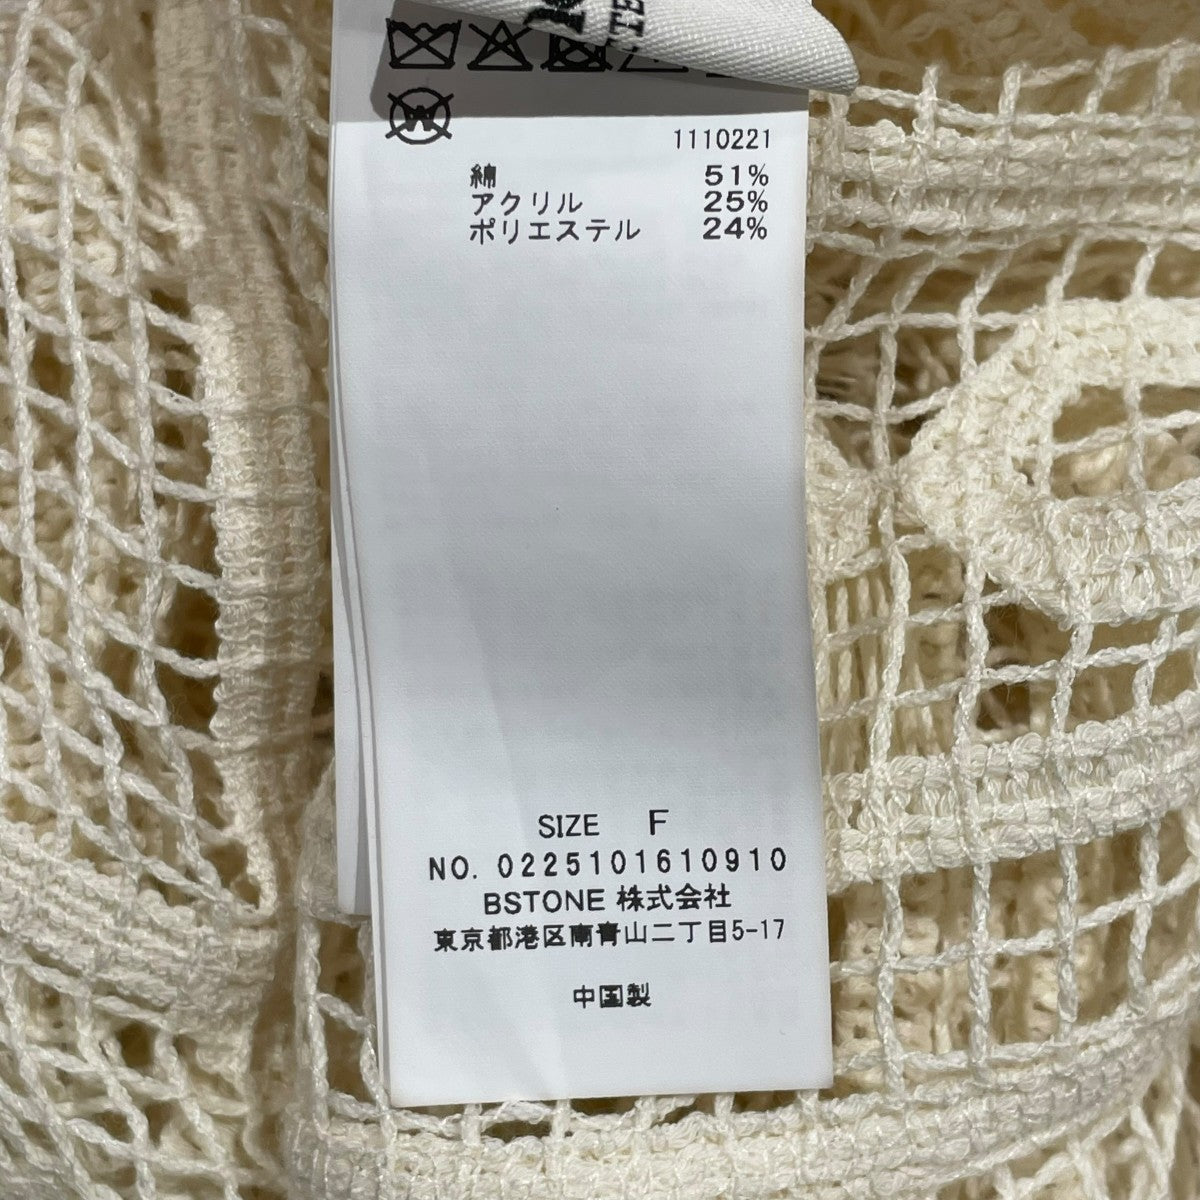 1110221
綿 51%
アクリル 25%
ポリエステル 24%
SIZE F
NO. 0225101610910
BSTONE 株式会社
東京都港区南青山二丁目5-17
中国製